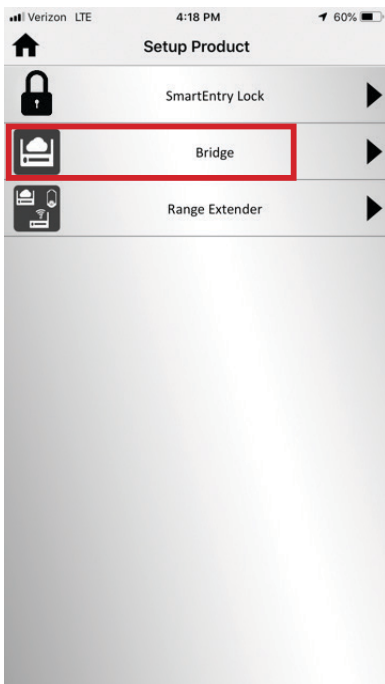 Verizon LTE 4:18 PM 60%
Setup Product
SmartEntry Lock
Bridge
Range Extender